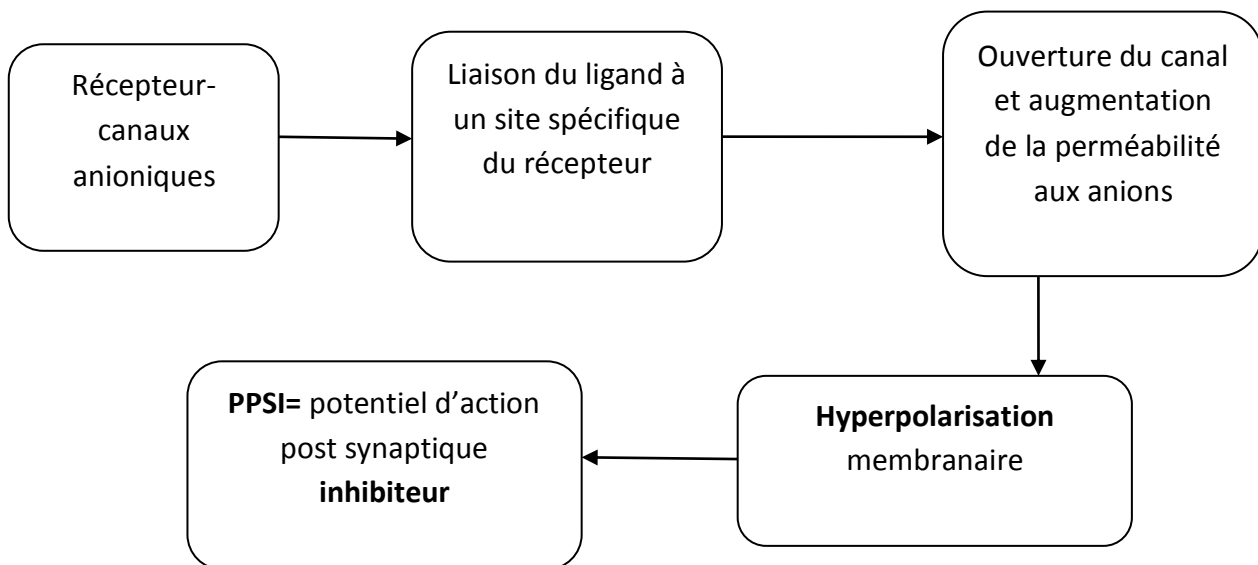 Récepteur-
canaux
anioniques
Liaison du ligand à
un site spécifique
du récepteur
Ouverture du canal
et augmentation
de la perméabilité
aux anions
Hyperpolarisation
membranaire
PPSI= potentiel d’action
post synaptique
inhibiteur